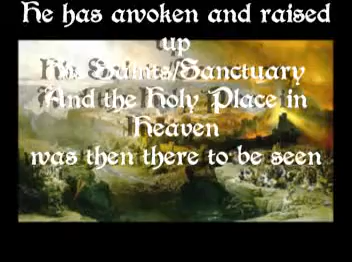 He has awoken and raised
up
His Saints/Sanctuary
And the Holy Place in
Heaven
was then there to be seen